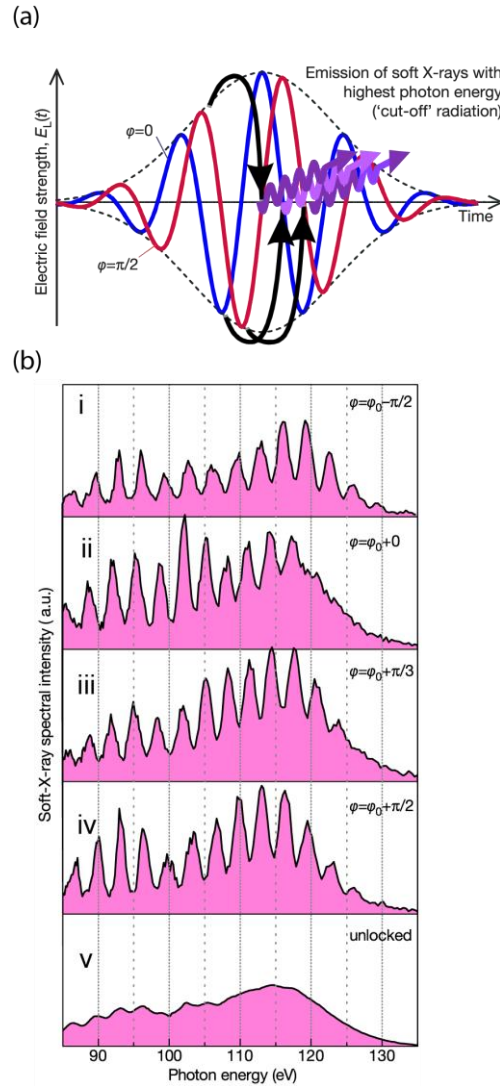 (a)
Electric field strength, E_L(t)
φ=0
φ=π/2
Emission of soft X-rays with
highest photon energy
('cut-off' radiation)
Time
(b)
Soft-X-ray spectral intensity ( a.u.)
i
φ=φ₀–π/2
ii
φ=φ₀+0
iii
φ=φ₀+π/3
iv
φ=φ₀+π/2
v
unlocked
90 100 110 120 130
Photon energy (eV)